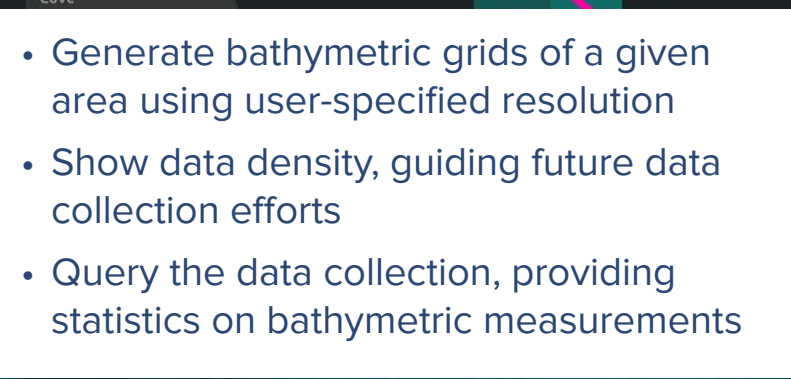 Cove
• Generate bathymetric grids of a given
area using user-specified resolution
• Show data density, guiding future data
collection efforts
• Query the data collection, providing
statistics on bathymetric measurements